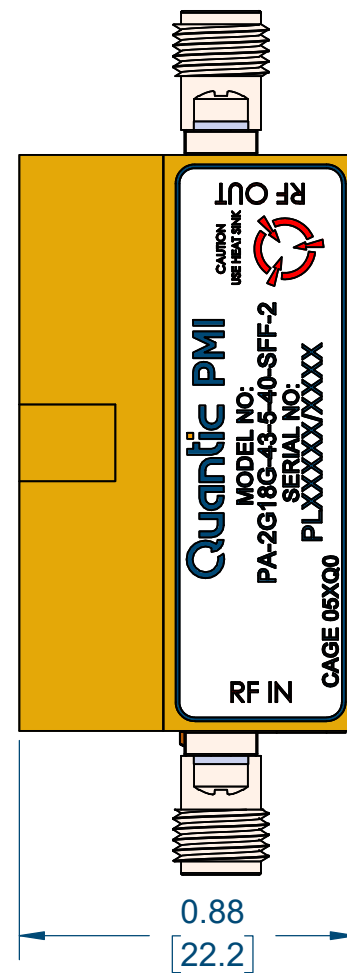 RF OUT
CAUTION
USE HEAT SINK
Quantic PMI
MODEL NO:
PA-2G18G-43-5-40-SFF-2
SERIAL NO:
PLXXXXX/XXXX
CAGE 05XQ0
RF IN
0.88
[22.2]